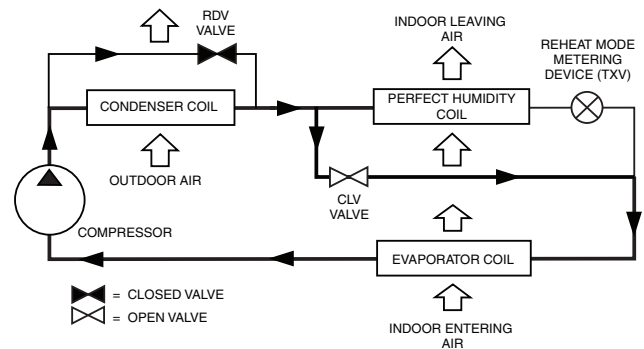 RDV
VALVE
INDOOR LEAVING
AIR
REHEAT MODE
METERING
DEVICE (TXV)
CONDENSER COIL
PERFECT HUMIDITY
COIL
OUTDOOR AIR
CLV
VALVE
COMPRESSOR
EVAPORATOR COIL
= CLOSED VALVE
= OPEN VALVE
INDOOR ENTERING
AIR